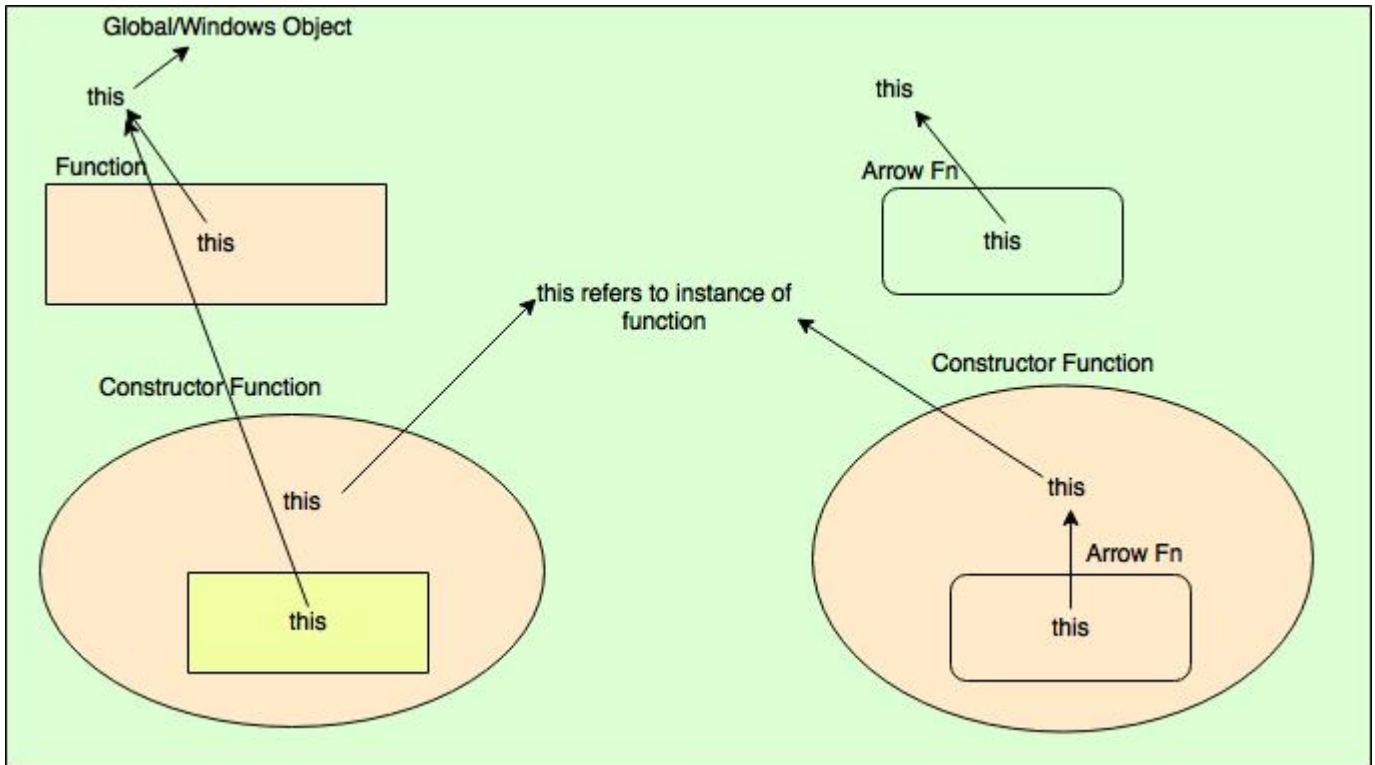 Global/Windows Object
this
this
Function
Arrow Fn
this
this
this refers to instance of
function
Constructor Function
Constructor Function
this
this
Arrow Fn
this
this